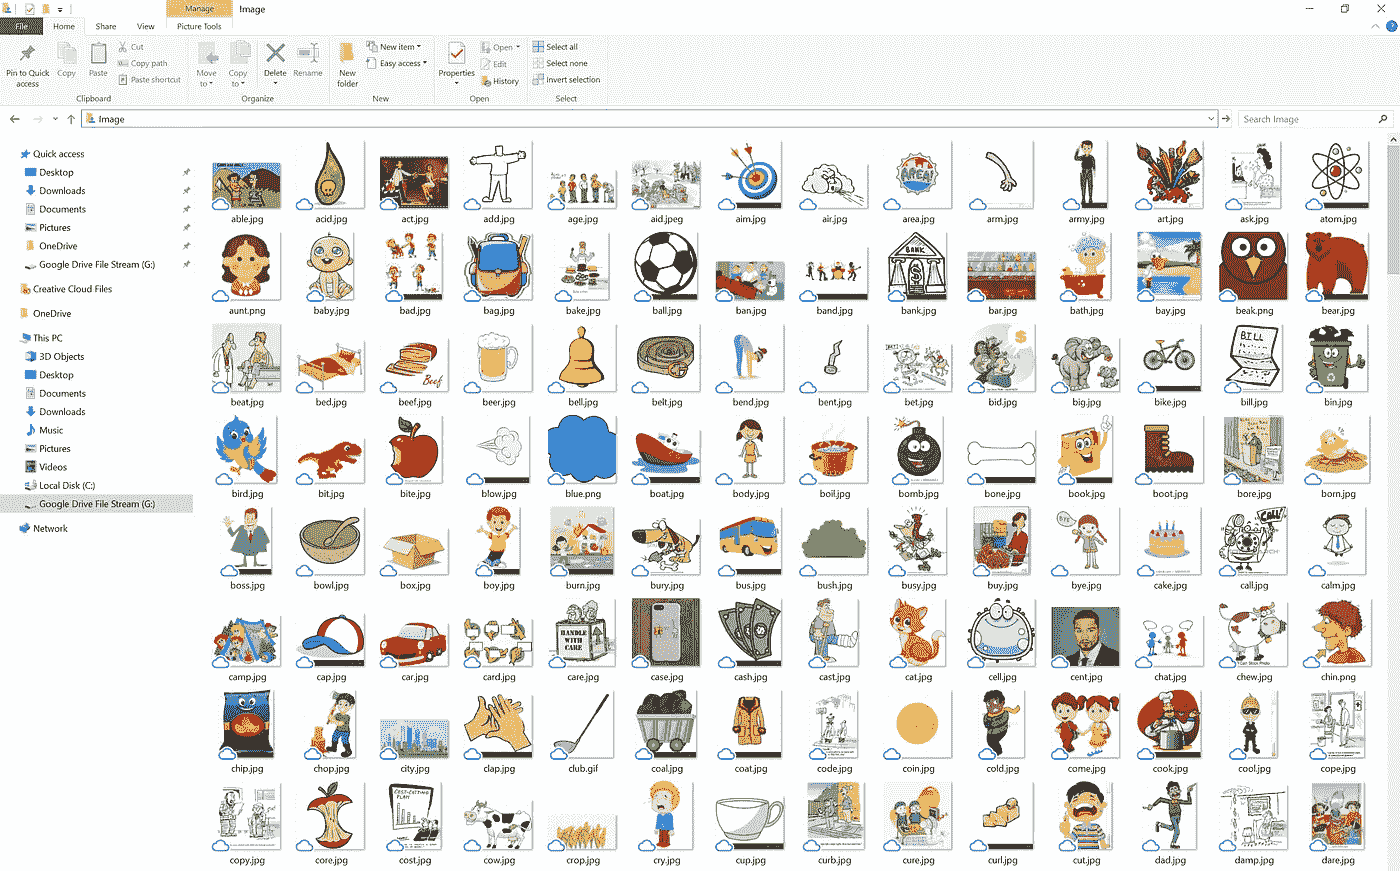 Manage
Image
File
Home
Share
View
Picture Tools
Pin to Quick access
Copy
Paste
Cut
Copy path
Paste shortcut
Clipboard
Move to
Copy to
Delete
Rename
Organize
New folder
New item
Easy access
New
Properties
Open
Edit
History
Open
Select all
Select none
Invert selection
Select
Image
Search Image
Quick access
Desktop
Downloads
Documents
Pictures
OneDrive
Google Drive File Stream (G:)
Creative Cloud Files
OneDrive
This PC
3D Objects
Desktop
Documents
Downloads
Music
Pictures
Videos
Local Disk (C:)
Google Drive File Stream (G:)
Network
AREA!
able.jpg acid.jpg act.jpg add.jpg age.jpg aid.jpeg aim.jpg air.jpg area.jpg arm.jpg army.jpg art.jpg ask.jpg atom.jpg
BANK
aunt.png baby.jpg bad.jpg bag.jpg bake.jpg ball.jpg ban.jpg band.jpg bank.jpg bar.jpg bath.jpg bay.jpg beak.png bear.jpg
Beef
BILL
beat.jpg bed.jpg beef.jpg beer.jpg bell.jpg belt.jpg bend.jpg bent.jpg bet.jpg bid.jpg big.jpg bike.jpg bill.jpg bin.jpg
bird.jpg bit.jpg bite.jpg blow.jpg blue.png boat.jpg body.jpg boil.jpg bomb.jpg bone.jpg book.jpg boot.jpg bore.jpg born.jpg
BYE
CALL!
boss.jpg bowl.jpg box.jpg boy.jpg burn.jpg bury.jpg bus.jpg bush.jpg busy.jpg buy.jpg bye.jpg cake.jpg call.jpg calm.jpg
HANDLE WITH CARE
camp.jpg cap.jpg car.jpg card.jpg care.jpg case.jpg cash.jpg cast.jpg cat.jpg cell.jpg cent.jpg chat.jpg chew.jpg chin.png
chip.jpg chop.jpg city.jpg clap.jpg club.gif coal.jpg coat.jpg code.jpg coin.jpg cold.jpg come.jpg cook.jpg cool.jpg cope.jpg
COST-CUTTING PLAN
copy.jpg core.jpg cost.jpg cow.jpg crop.jpg cry.jpg cup.jpg curb.jpg cure.jpg curl.jpg cut.jpg dad.jpg damp.jpg dare.jpg